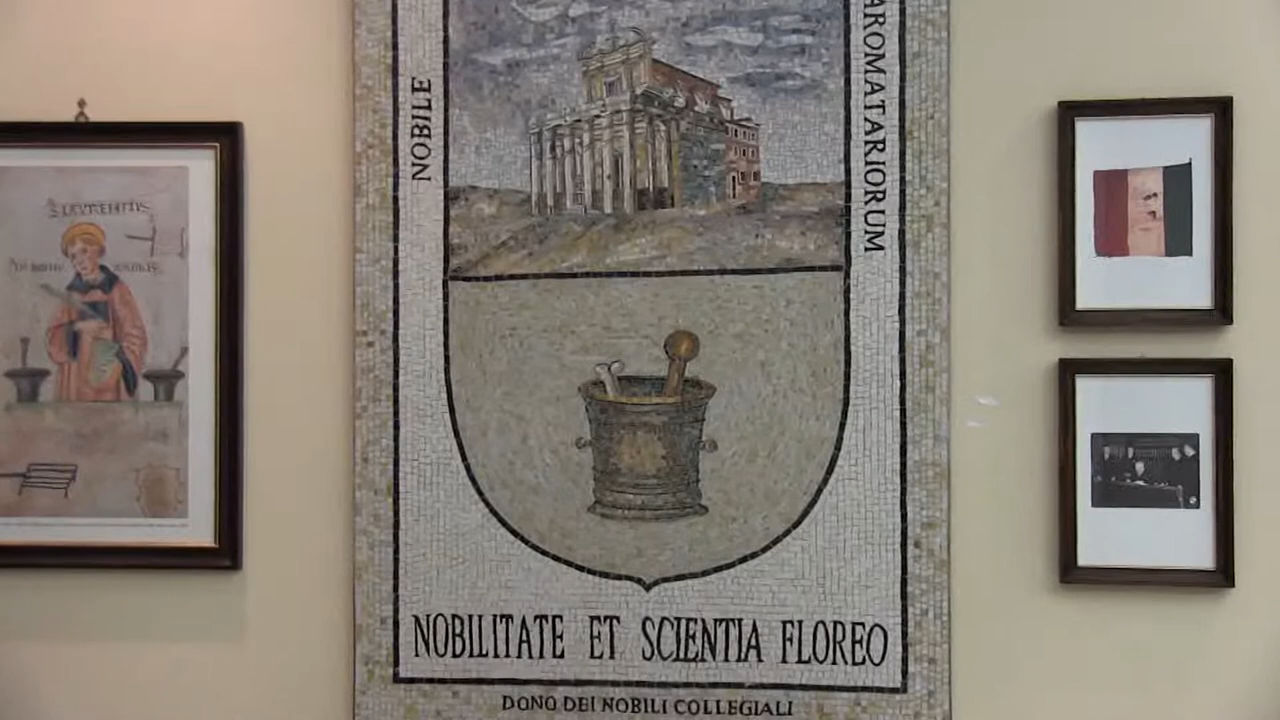 NOBILE
AROMATARIORUM
NOBILITATE ET SCIENTIA FLOREO
DONO DEI NOBILI COLLEGIALI